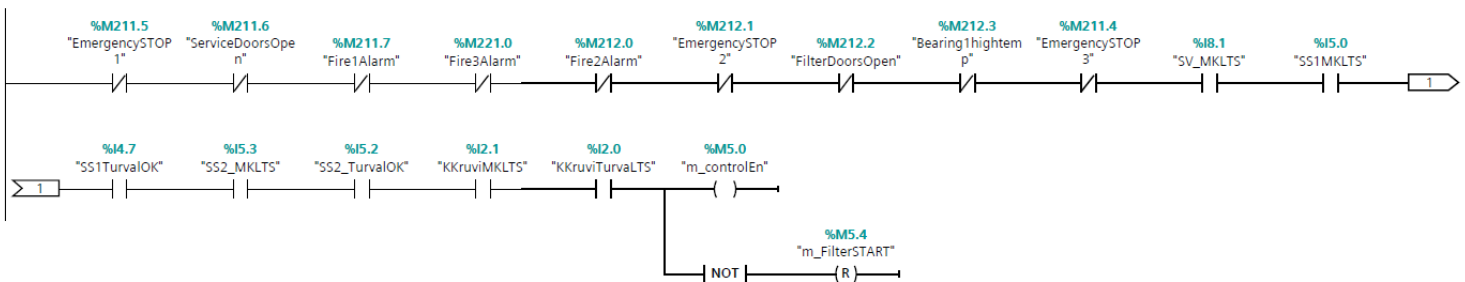 %M211.5 %M211.6 %M211.7 %M221.0 %M212.0 %M212.1 %M212.2 %M212.3 %M211.4 %I8.1 %I5.0
"EmergencySTOP "ServiceDoorsOpe "Fire1Alarm" "Fire3Alarm" "Fire2Alarm" "EmergencySTOP "FilterDoorsOpen" "Bearing1hightem "EmergencySTOP "SV_MKLTS" "SS1MKLTS"
1" n" 2" p" 3"
1
%I4.7 %I5.3 %I5.2 %I2.1 %I2.0 %M5.0
"SS1TurvalOK" "SS2_MKLTS" "SS2_TurvalOK" "KKruviMKLTS" "KKruviTurvaLTS" "m_controlEn"
1
%M5.4
"m_FilterSTART"
NOT R